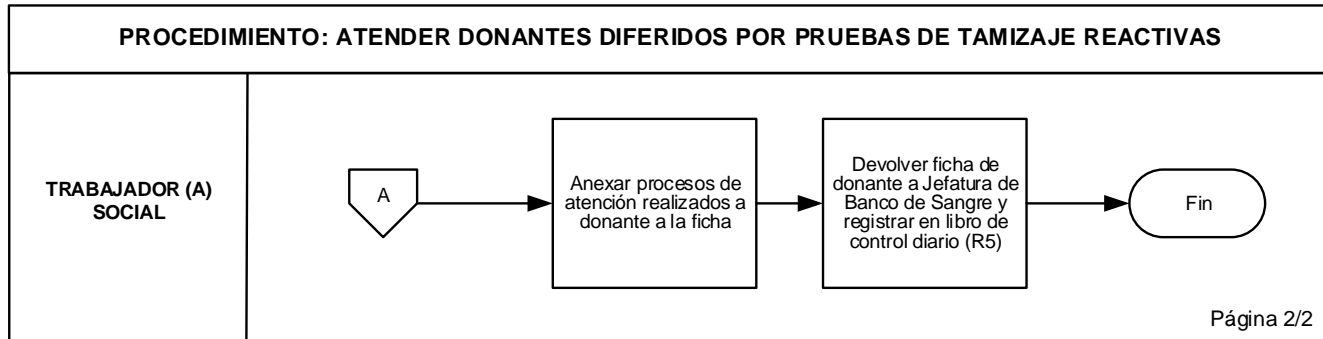 PROCEDIMIENTO: ATENDER DONANTES DIFERIDOS POR PRUEBAS DE TAMIZAJE REACTIVAS
TRABAJADOR (A)
SOCIAL
A
Anexar procesos de
atención realizados a
donante a la ficha
Devolver ficha de
donante a Jefatura de
Banco de Sangre y
registrar en libro de
control diario (R5)
Fin
Página 2/2